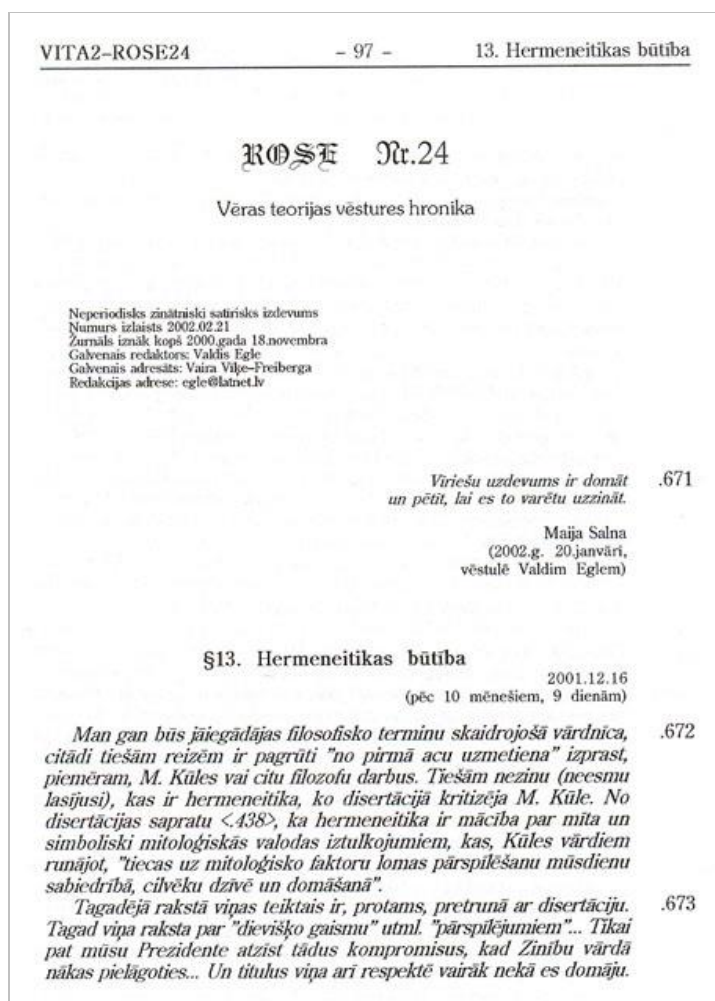 VITA2–ROSE24 – 97 – 13. Hermeneitikas būtība
ROSE Nr.24
Vēras teorijas vēstures hronika
Neperiodisks zinātniski satīrisks izdevums
Numurs izlaists 2002.02.21
Žurnāls iznāk kopš 2000.gada 18.novembra
Galvenais redaktors: Valdis Egle
Galvenais adresāts: Vaira Vīķe–Freiberga
Redakcijas adrese: egle@latnet.lv
Vīriešu uzdevums ir domāt .671
un pētīt, lai es to varētu uzzināt.
Maija Salna
(2002.g. 20.janvārī,
vēstulē Valdim Eglem)
§13. Hermeneitikas būtība
2001.12.16
(pēc 10 mēnešiem, 9 dienām)
Man gan būs jāiegādājas filosofisko terminu skaidrojošā vārdnīca, .672
citādi tiešām reizēm ir pagrūti "no pirmā acu uzmetiena" izprast,
piemēram, M. Kūles vai citu filozofu darbus. Tiešām nezinu (neesmu
lasījusi), kas ir hermeneitika, ko disertācijā kritizēja M. Kūle. No
disertācijas sapratu <.438>, ka hermeneitika ir mācība par mīta un
simboliski mitoloģiskās valodas iztulkojumiem, kas, Kūles vārdiem
runājot, "tiecas uz mitoloģisko faktoru lomas pārspīlēšanu mūsdienu
sabiedrībā, cilvēku dzīvē un domāšanā".
Tagadējā rakstā viņas teiktais ir, protams, pretrunā ar disertāciju. .673
Tagad viņa raksta par "dievišķo gaismu" utml. "pārspīlējumiem"... Tikai
pat mūsu Prezidente atzīst tādus kompromisus, kad Zinību vārdā
nākas pielāgoties... Un titulus viņa arī respektē vairāk nekā es domāju.